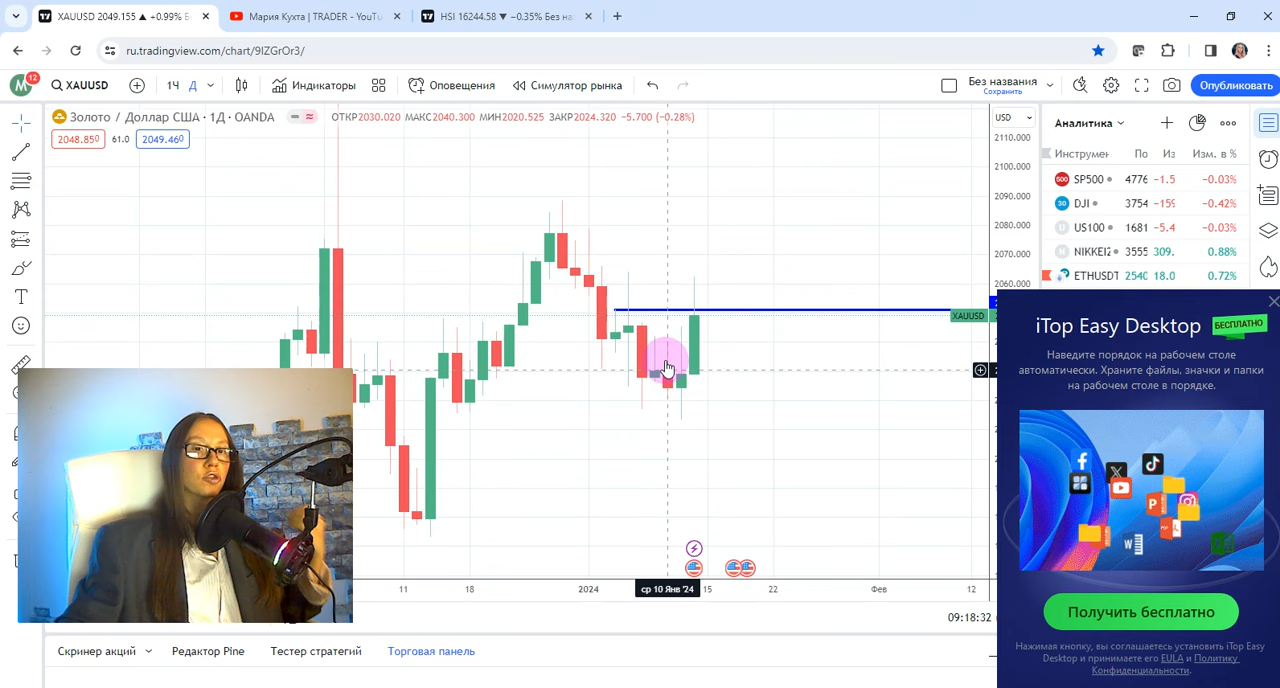 XAUUSD 2049.155 ▲ +0.99% Без
Мария Кухта | TRADER - YouTu
HSI 16244.58 ▼ −0.35% Без на
ru.tradingview.com/chart/9IZGrOr3/
M
12
XAUUSD
1Ч
Д
Индикаторы
Оповещения
Симулятор рынка
Без названия
Сохранить
Опубликовать
Золото / Доллар США · 1Д · OANDA
ОТКР2030.020 МАКС2040.300 МИН2020.525 ЗАКР2024.320 −5.700 (−0.28%)
2048.850
61.0
2049.460
USD
2110.000
2100.000
2090.000
2080.000
2070.000
2060.000
XAUUSD
Аналитика
Инструмен По Из Изм. в %
500 SP500 4776 −1.5 −0.03%
30 DJI 3754 −159 −0.42%
US100 1681 −5.4 −0.03%
NIKKEI2 3555 309. 0.88%
ETHUSDT 2540 18.0 0.72%
iTop Easy Desktop
БЕСПЛАТНО
Наведите порядок на рабочем столе
автоматически. Храните файлы, значки и папки
на рабочем столе в порядке.
Получить бесплатно
Нажимая кнопку, вы соглашаетесь установить iTop Easy
Desktop и принимаете его EULA и Политику
Конфиденциальности.
11
18
2024
ср 10 Янв '24
15
22
Фев
12
09:18:32
Скринер акций
Редактор Pine
Тестер стратегий
Торговая панель